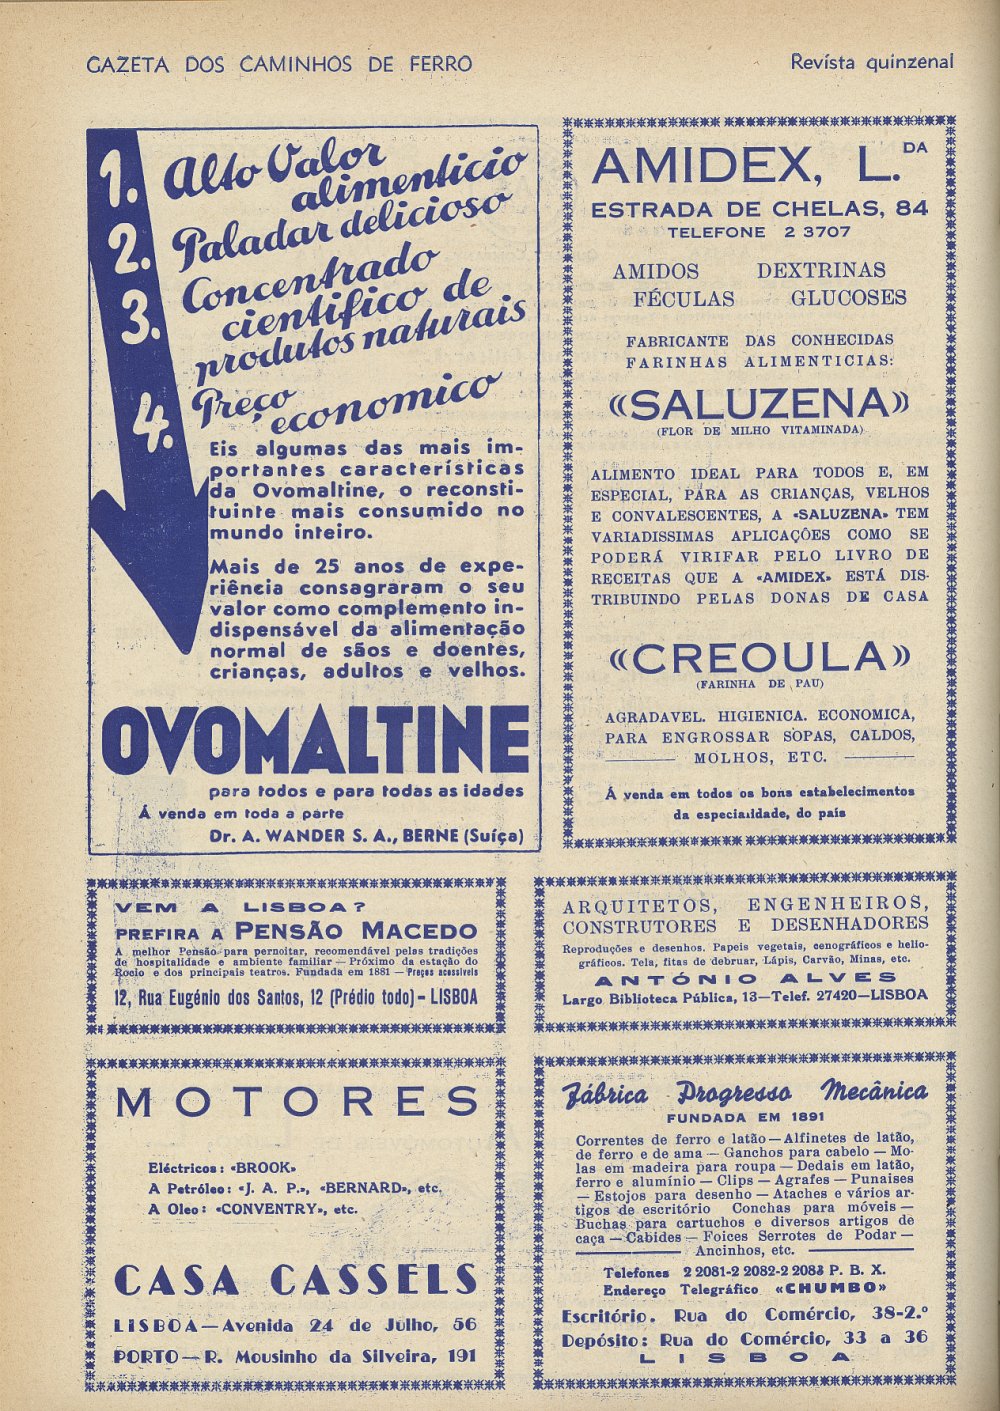 GAZETA DOS CAMINHOS DE FERRO
Revísta quinzenal
1. Alto Valor
alimenticio
2. Paladar delicioso
3. Concentrado
cientifico de
produtos naturais
4. Preço
economico
Eis algumas das mais im-
portantes características
da Ovomaltine, o reconsti-
tuinte mais consumido no
mundo inteiro.
Mais de 25 anos de expe-
riência consagraram o seu
valor como complemento in-
dispensável da alimentação
normal de sãos e doentes,
crianças, adultos e velhos.
OVOMALTINE
para todos e para todas as idades
Á venda em toda a parte
Dr. A. WANDER S. A., BERNE (Suíça)
AMIDEX, L.DA
ESTRADA DE CHELAS, 84
TELEFONE 2 3707
AMIDOS DEXTRINAS
FÉCULAS GLUCOSES
FABRICANTE DAS CONHECIDAS
FARINHAS ALIMENTICIAS:
«SALUZENA»
(FLOR DE MILHO VITAMINADA)
ALIMENTO IDEAL PARA TODOS E, EM
ESPECIAL, PARA AS CRIANÇAS, VELHOS
E CONVALESCENTES, A «SALUZENA» TEM
VARIADISSIMAS APLICAÇÔES COMO SE
PODERÁ VIRIFAR PELO LIVRO DE
RECEITAS QUE A «AMIDEX» ESTÁ DIS-
TRIBUINDO PELAS DONAS DE CASA
«CREOULA»
(FARINHA DE PAU)
AGRADAVEL. HIGIENICA. ECONOMICA,
PARA ENGROSSAR SOPAS, CALDOS,
MOLHOS, ETC.
Á venda em todos os bons estabelecimentos
da especialidade, do país
VEM A LISBOA?
PREFIRA A PENSÃO MACEDO
A melhor Pensão para pernoitar, recomendável pelas tradições
de hospitalidade e ambiente familiar — Próximo da estação do
Rocio e dos principais teatros. Fundada em 1881 — Preços acessíveis
12, Rua Eugénio dos Santos, 12 (Prédio todo) – LISBOA
ARQUITETOS, ENGENHEIROS,
CONSTRUTORES E DESENHADORES
Reproduções e desenhos. Papeis vegetais, cenográficos e helio-
gráficos. Tela, fitas de debruar, Lápis, Carvão, Minas, etc.
ANTÓNIO ALVES
Largo Biblioteca Pública, 13—Telef. 27420—LISBOA
MOTORES
Eléctricos: «BROOK»
A Petróleo: «J. A. P.», «BERNARD», etc.
A Oleo: «CONVENTRY», etc.
CASA CASSELS
LISBOA—Avenida 24 de Julho, 56
PORTO—R. Mousinho da Silveira, 191
Fábrica Progresso Mecânica
FUNDADA EM 1891
Correntes de ferro e latão — Alfinetes de latão,
de ferro e de ama — Ganchos para cabelo — Mo-
las em madeira para roupa — Dedais em latão,
ferro e alumínio — Clips — Agrafes — Punaises
— Estojos para desenho — Ataches e vários ar-
tigos de escritório Conchas para móveis —
Buchas para cartuchos e diversos artigos de
caça — Cabides — Foices Serrotes de Podar —
Ancinhos, etc.
Telefones 2 2081-2 2082-2 2083 P. B. X.
Endereço Telegráfico «CHUMBO»
Escritório. Rua do Comércio, 38-2.º
Depósito: Rua do Comércio, 33 a 36
LISBOA